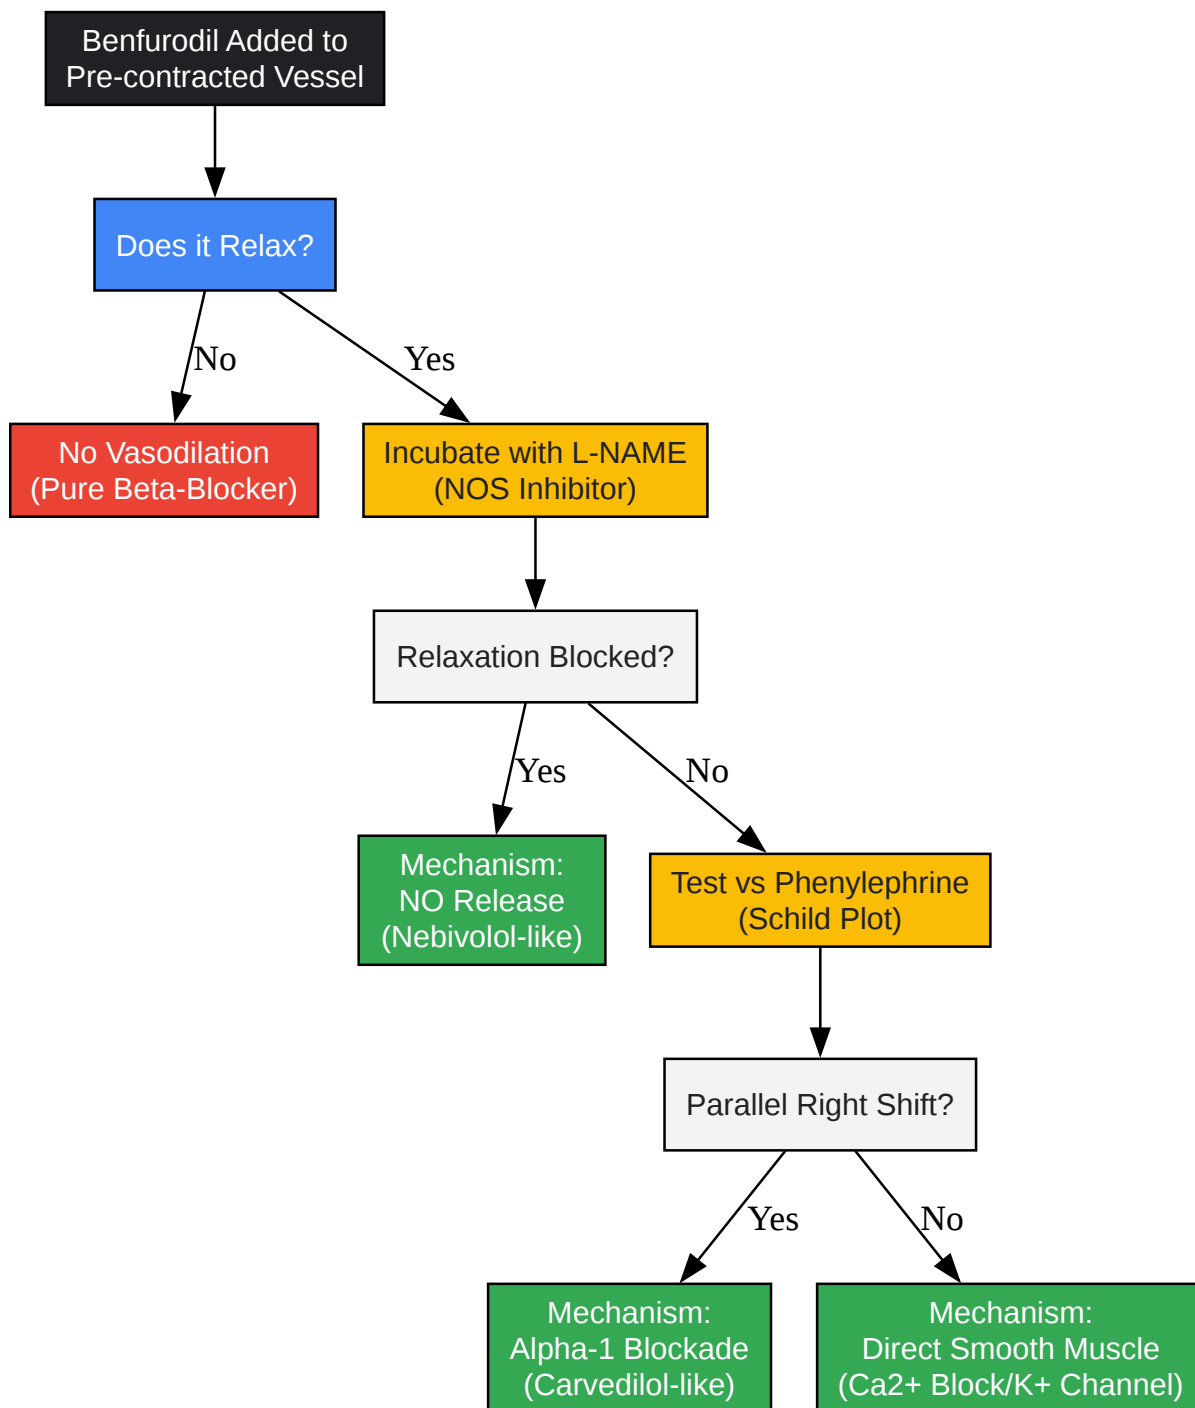 Benfurodil Added to
Pre-contracted Vessel
Does it Relax?
No
Yes
No Vasodilation
(Pure Beta-Blocker)
Incubate with L-NAME
(NOS Inhibitor)
Relaxation Blocked?
Yes
No
Mechanism:
NO Release
(Nebivolol-like)
Test vs Phenylephrine
(Schild Plot)
Parallel Right Shift?
Yes
No
Mechanism:
Alpha-1 Blockade
(Carvedilol-like)
Mechanism:
Direct Smooth Muscle
(Ca2+ Block/K+ Channel)